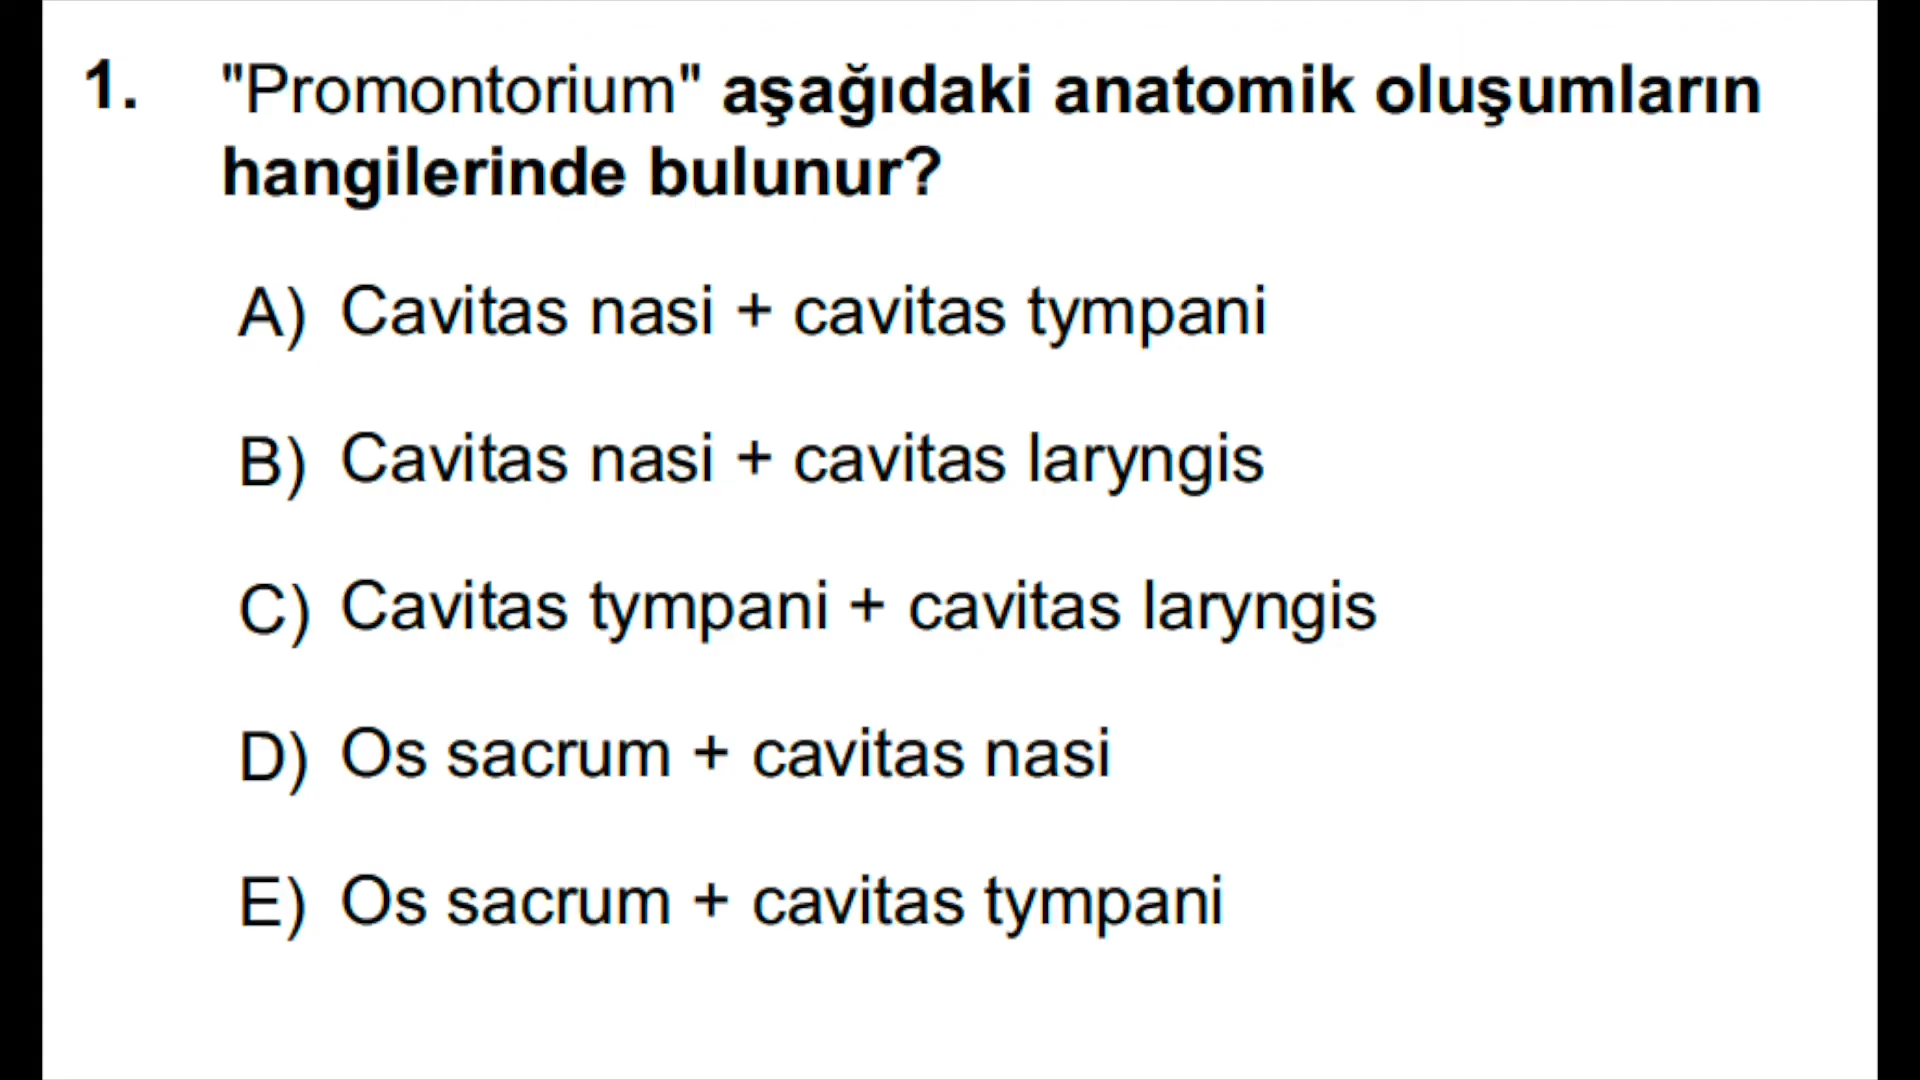 1. "Promontorium" aşağıdaki anatomik oluşumların
hangilerinde bulunur?
A) Cavitas nasi + cavitas tympani
B) Cavitas nasi + cavitas laryngis
C) Cavitas tympani + cavitas laryngis
D) Os sacrum + cavitas nasi
E) Os sacrum + cavitas tympani